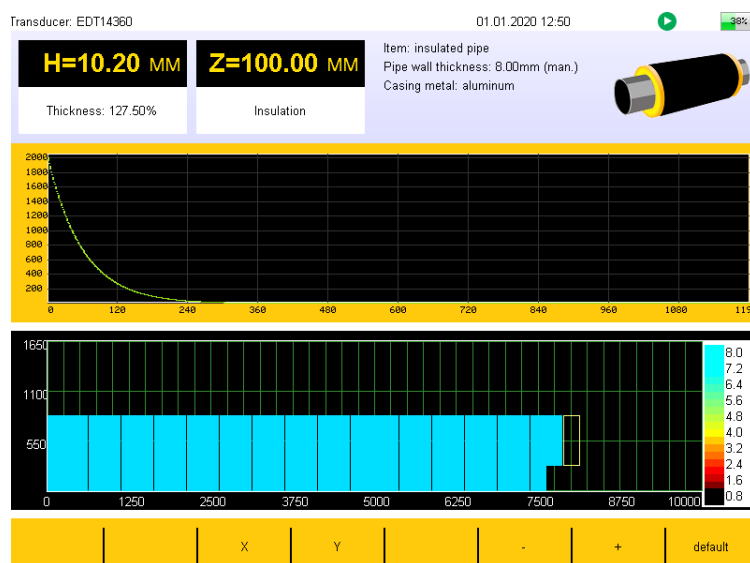 Transducer: EDT14360 01.01.2020 12:50 38%
H=10.20 MM Z=100.00 MM
Thickness: 127.50% Insulation
Item: insulated pipe
Pipe wall thickness: 8.00mm (man.)
Casing metal: aluminum
2000
1800
1600
1400
1200
1000
800
600
400
200
0 120 240 360 480 600 720 840 960 1080 119
1650
1100
550
0 1250 2500 3750 5000 6250 7500 8750 10000
8.0
7.2
6.4
5.6
4.8
4.0
3.2
2.4
1.6
0.8
X Y - + default